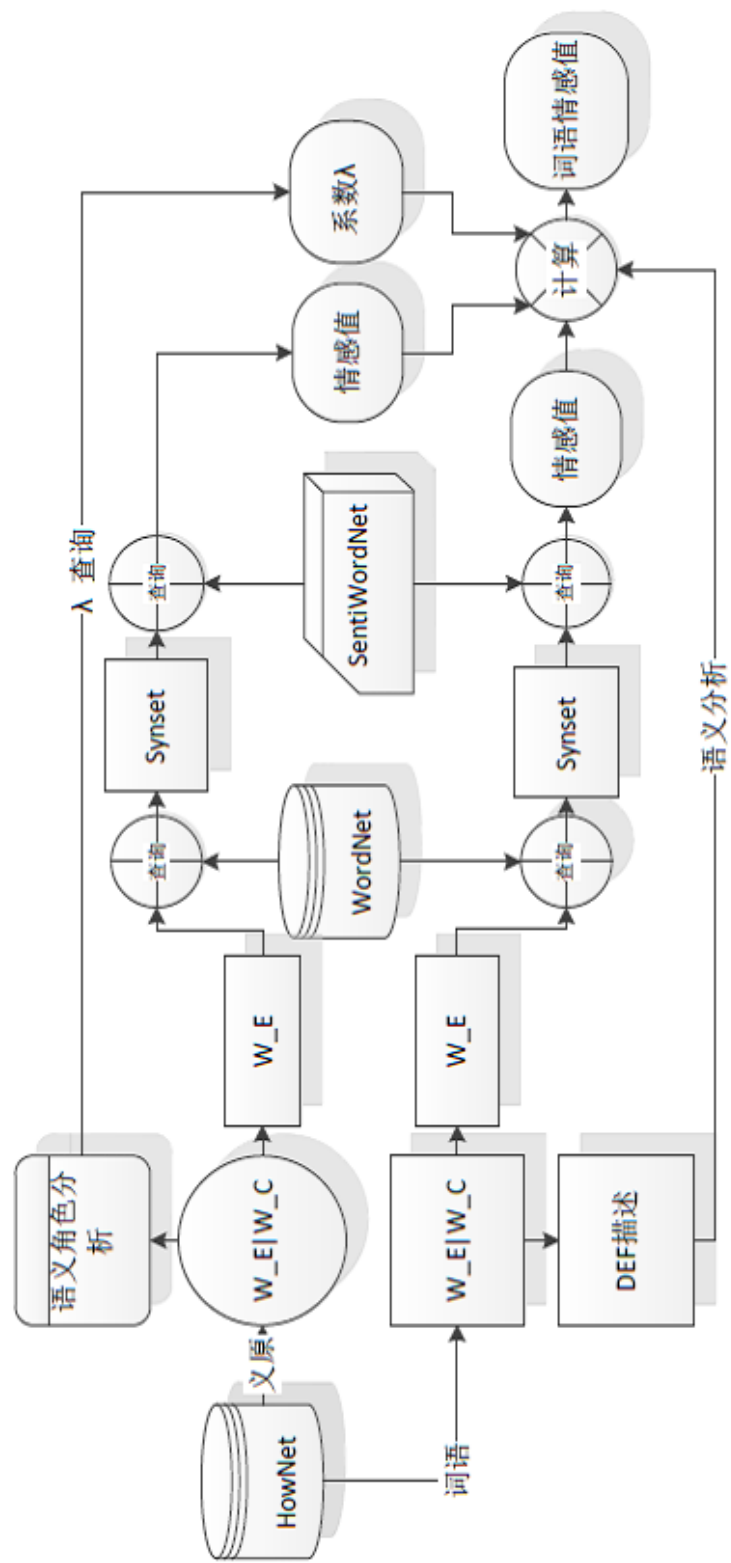 HowNet
义原
词语
语义角色分
析
W_E|W_C
W_E|W_C
DEF描述
W_E
W_E
WordNet
查询
查询
Synset
Synset
λ 查询
语义分析
SentiWordNet
查询
查询
情感值
情感值
系数λ
计算
词语情感值